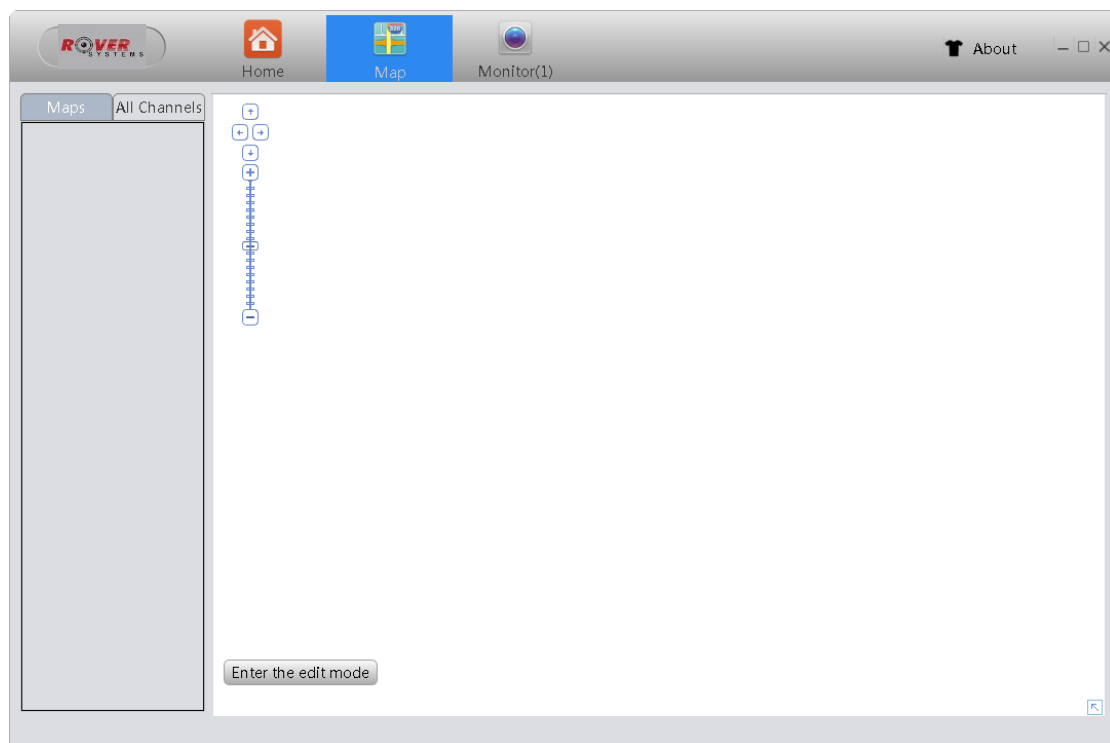 ROVER
SYSTEMS
Home
Map
Monitor(1)
About
Maps
All Channels
Enter the edit mode